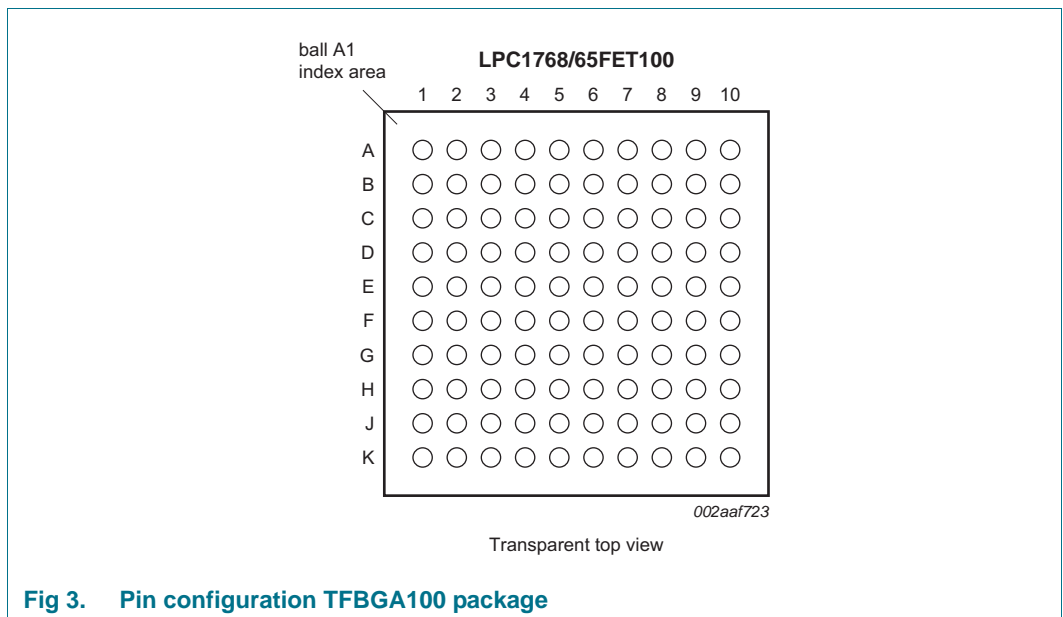 ball A1
index area
LPC1768/65FET100
1 2 3 4 5 6 7 8 9 10
A
B
C
D
E
F
G
H
J
K
002aaf723
Transparent top view
Fig 3. Pin configuration TFBGA100 package